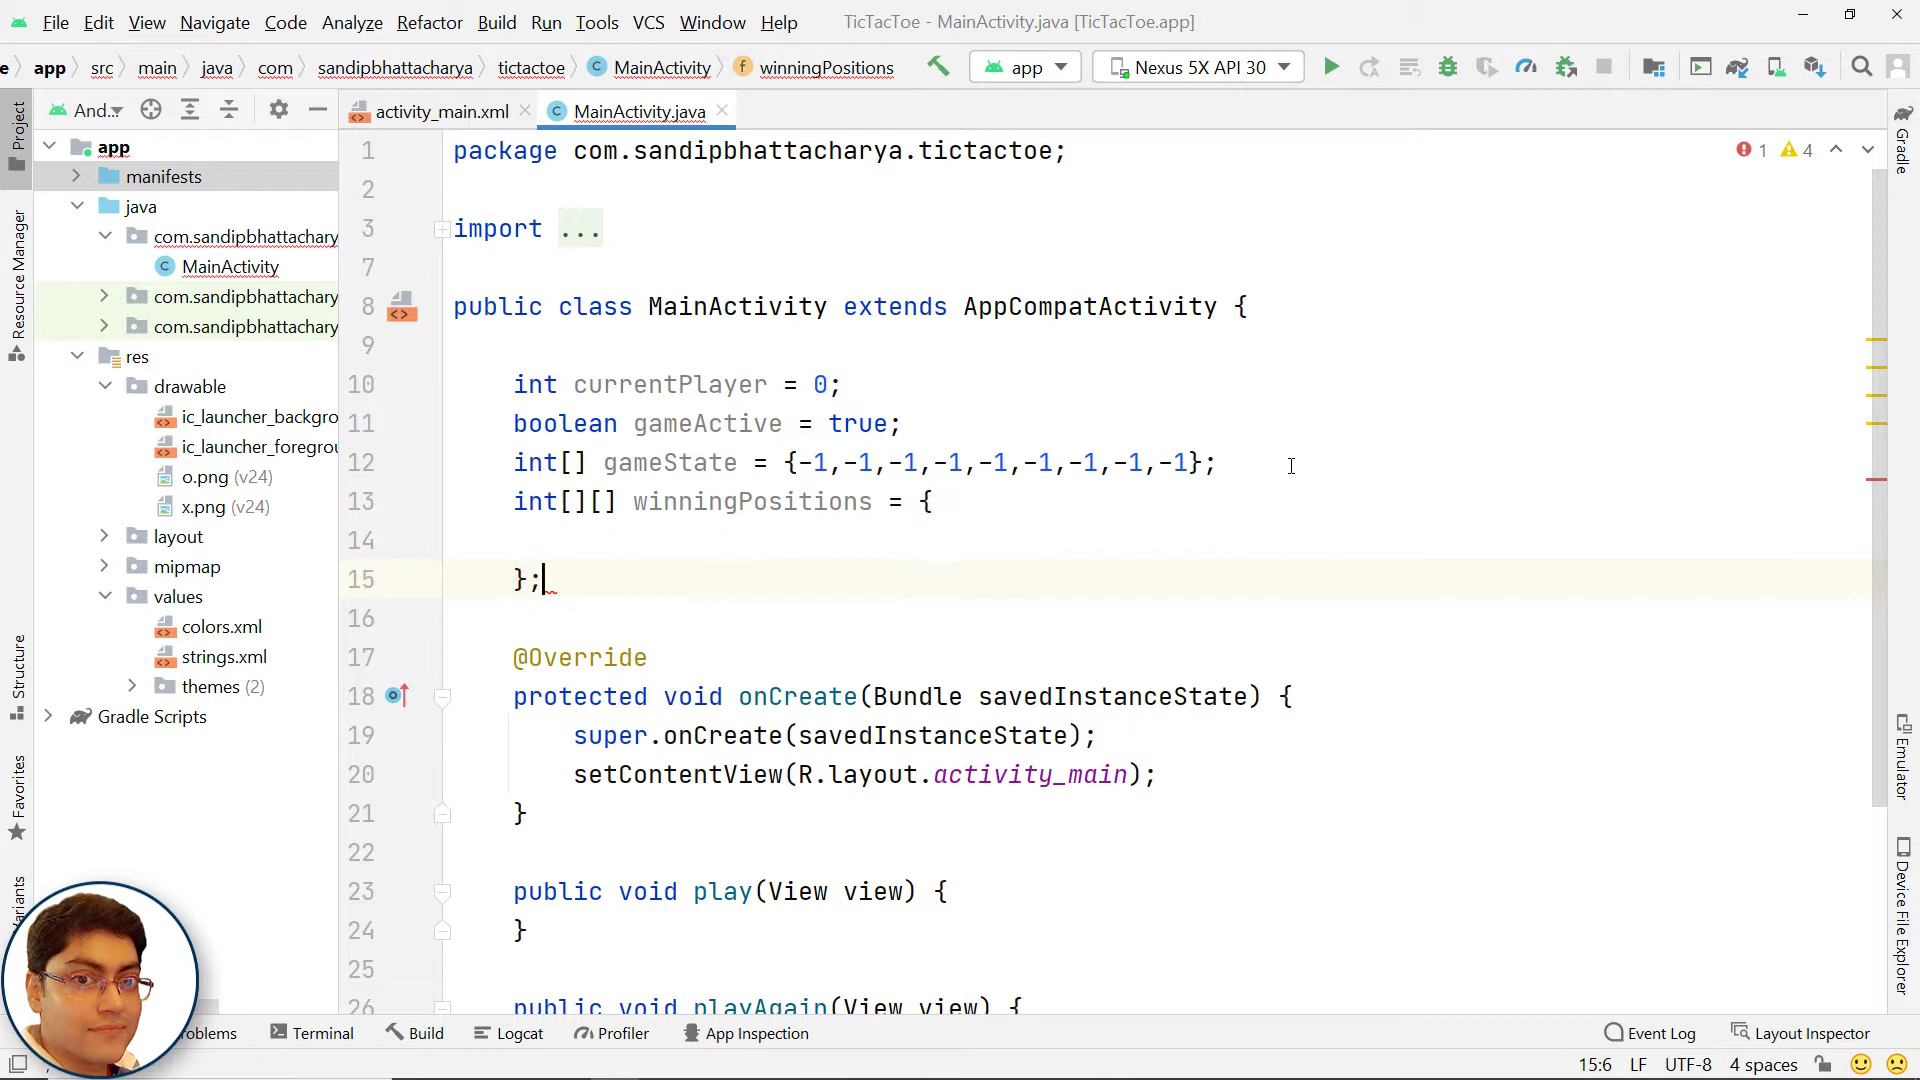 File Edit View Navigate Code Analyze Refactor Build Run Tools VCS Window Help TicTacToe - MainActivity.java [TicTacToe.app]
e app src main java com sandipbhattacharya tictactoe MainActivity winningPositions app Nexus 5X API 30
And...
activity_main.xml MainActivity.java
Project
Resource Manager
Structure
Favorites
app
manifests
java
com.sandipbhattachary
MainActivity
com.sandipbhattachary
com.sandipbhattachary
res
drawable
ic_launcher_backgro
ic_launcher_foregrou
o.png (v24)
x.png (v24)
layout
mipmap
values
colors.xml
strings.xml
themes (2)
Gradle Scripts
1 package com.sandipbhattacharya.tictactoe;
2
3 import ...
7
8 public class MainActivity extends AppCompatActivity {
9
10 int currentPlayer = 0;
11 boolean gameActive = true;
12 int[] gameState = {-1,-1,-1,-1,-1,-1,-1,-1,-1};
13 int[][] winningPositions = {
14
15 };
16
17 @Override
18 protected void onCreate(Bundle savedInstanceState) {
19 super.onCreate(savedInstanceState);
20 setContentView(R.layout.activity_main);
21 }
22
23 public void play(View view) {
24 }
25
26 public void playAgain(View view) {
1 4
Gradle
Emulator
Device File Explorer
roblems Terminal Build Logcat Profiler App Inspection Event Log Layout Inspector
15:6 LF UTF-8 4 spaces